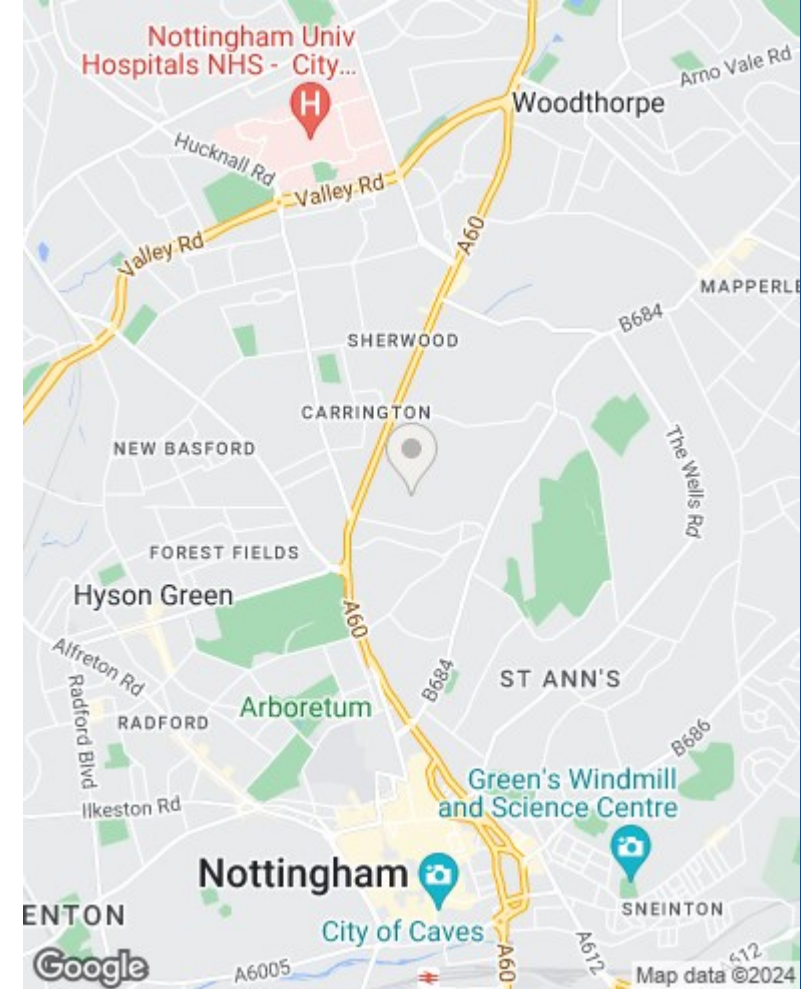 Nottingham Univ
Hospitals NHS - City...
H
Arno Vale Rd
Woodthorpe
Hucknall Rd
Valley Rd
Valley Rd
A60
MAPPERLE
B684
SHERWOOD
CARRINGTON
NEW BASFORD
The Wells Rd
FOREST FIELDS
Hyson Green
A60
Alfreton Rd
B684
ST ANN'S
Radford Blvd
Arboretum
RADFORD
B686
Green's Windmill
and Science Centre
Ilkeston Rd
Nottingham
ENTON
SNEINTON
City of Caves
A60
A612
A612
Google
A6005
Map data ©2024